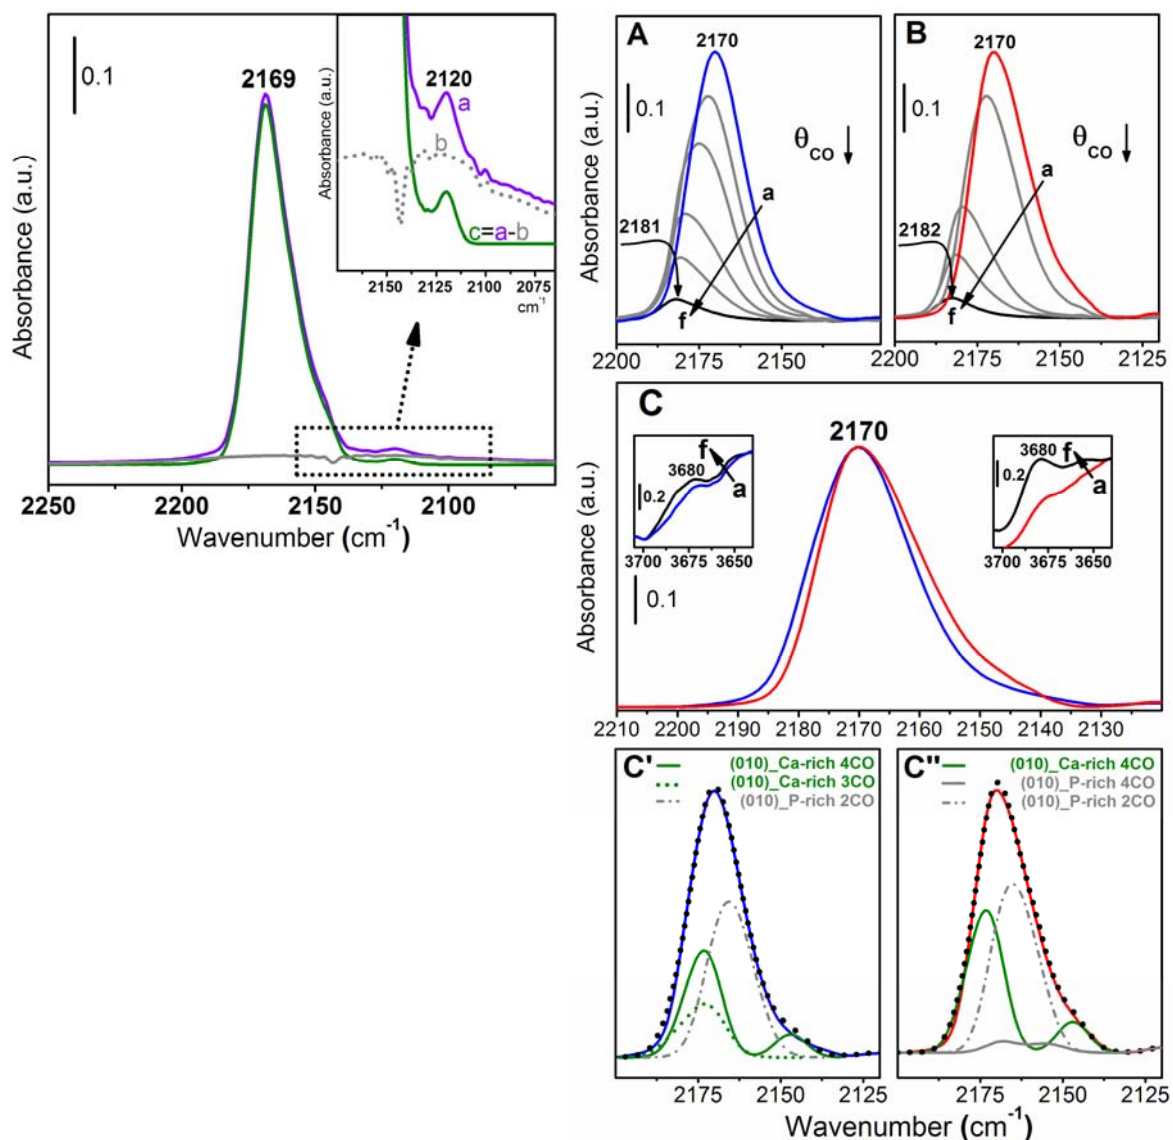 0.1
2169
Absorbance (a.u.)
2120
a
b
c=a-b
2150
2125
2100
2075
cm-1
Absorbance (a.u.)
2250
2200
2150
2100
Wavenumber (cm-1)
A
2170
0.1
θCO
a
2181
f
Absorbance (a.u.)
2200
2175
2150
B
2170
0.1
θCO
a
2182
f
2200
2175
2150
2125
C
2170
3680
f
0.2
a
3700
3675
3650
3680
f
0.2
a
3700
3675
3650
0.1
Absorbance (a.u.)
2210
2200
2190
2180
2170
2160
2150
2140
2130
C'
(010)_Ca-rich 4CO
(010)_Ca-rich 3CO
(010)_P-rich 2CO
2175
2150
2125
C"
(010)_Ca-rich 4CO
(010)_P-rich 4CO
(010)_P-rich 2CO
2175
2150
2125
Wavenumber (cm-1)